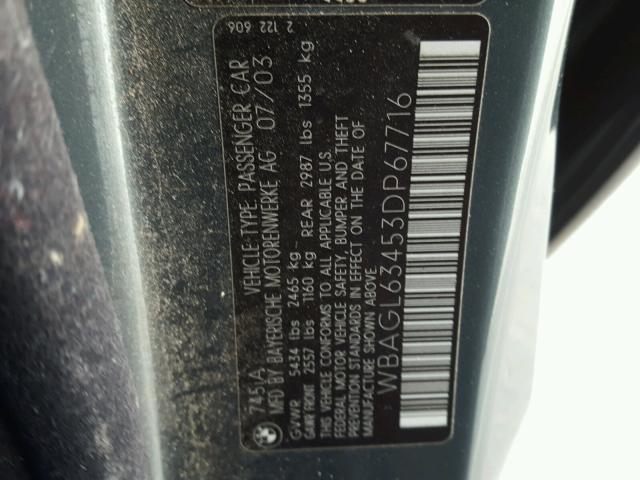 2 122 606
745iA VEHICLE TYPE: PASSENGER CAR
MFD BY BAYERISCHE MOTORENWERKE AG 07/03
GVWR 5434 lbs 2465 kg
GAWR FRONT 2557 lbs 1160 kg REAR 2987 lbs 1355 kg
THIS VEHICLE CONFORMS TO ALL APPLICABLE U.S.
FEDERAL MOTOR VEHICLE SAFETY, BUMPER AND THEFT
PREVENTION STANDARDS IN EFFECT ON THE DATE OF
MANUFACTURE SHOWN ABOVE.
WBAGL63453DP67716